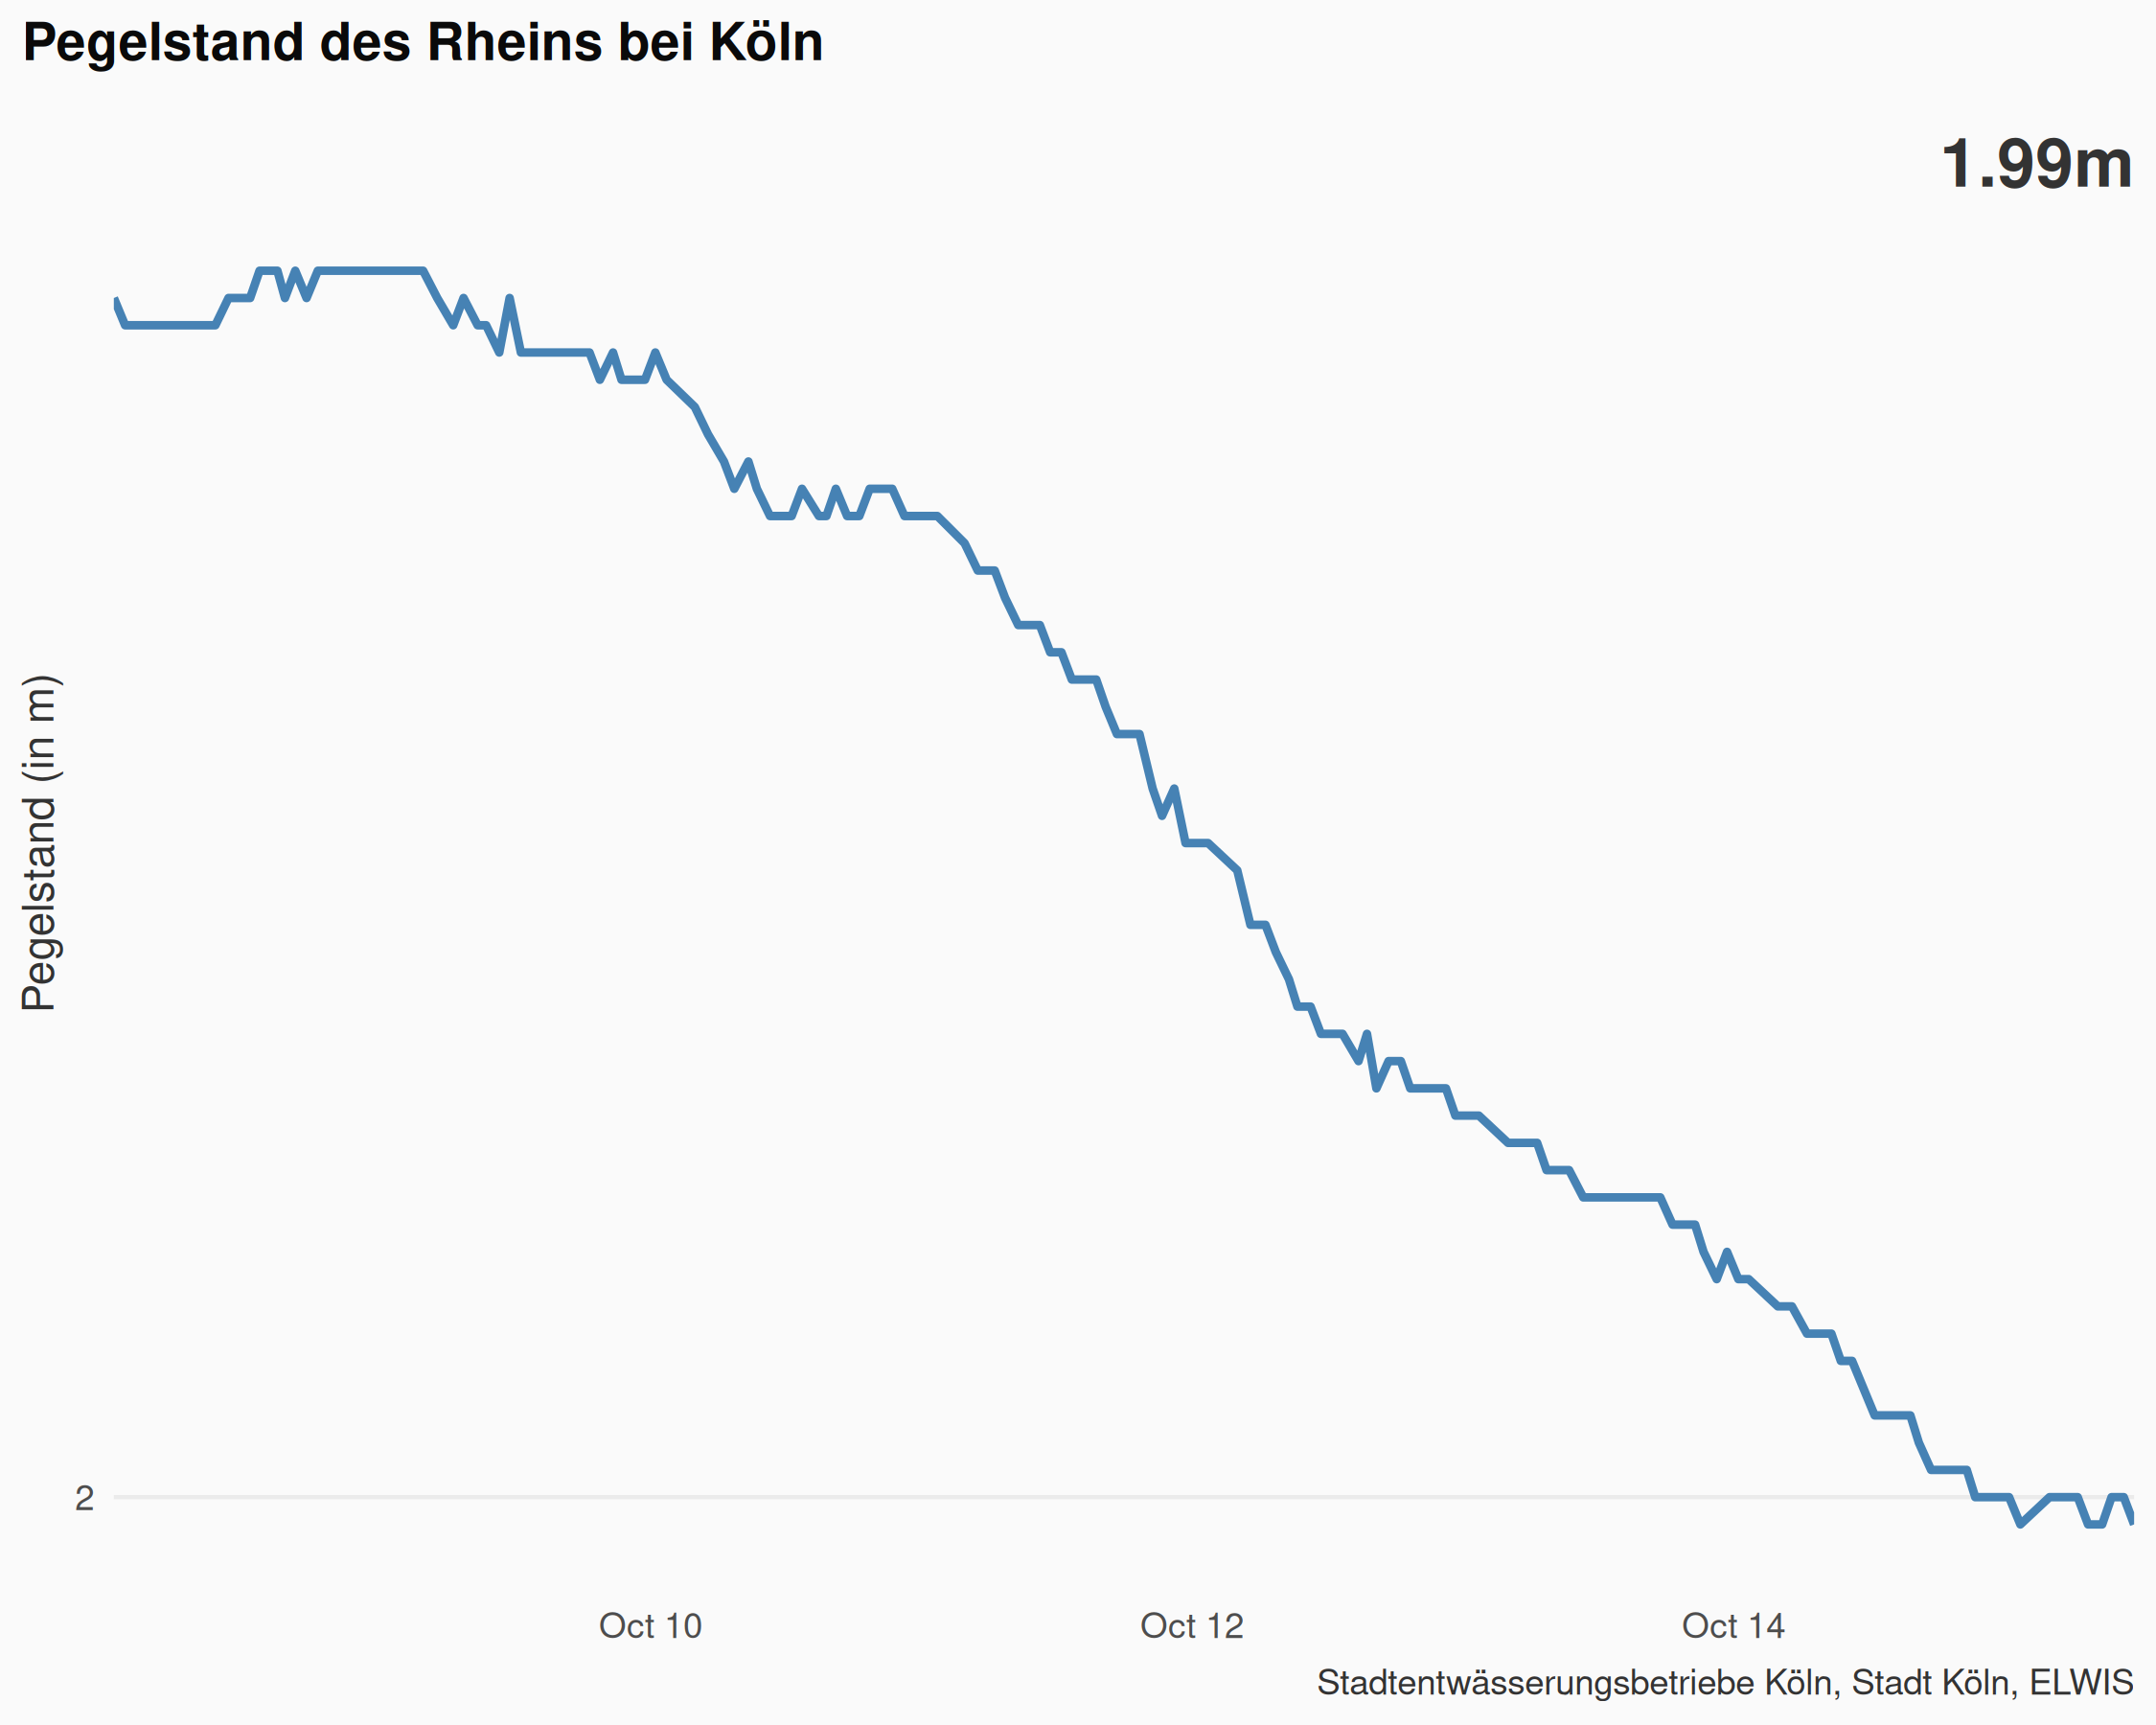 Pegelstand des Rheins bei Köln
1.99m
Pegelstand (in m)
2
Oct 10
Oct 12
Oct 14
Stadtentwässerungsbetriebe Köln, Stadt Köln, ELWIS